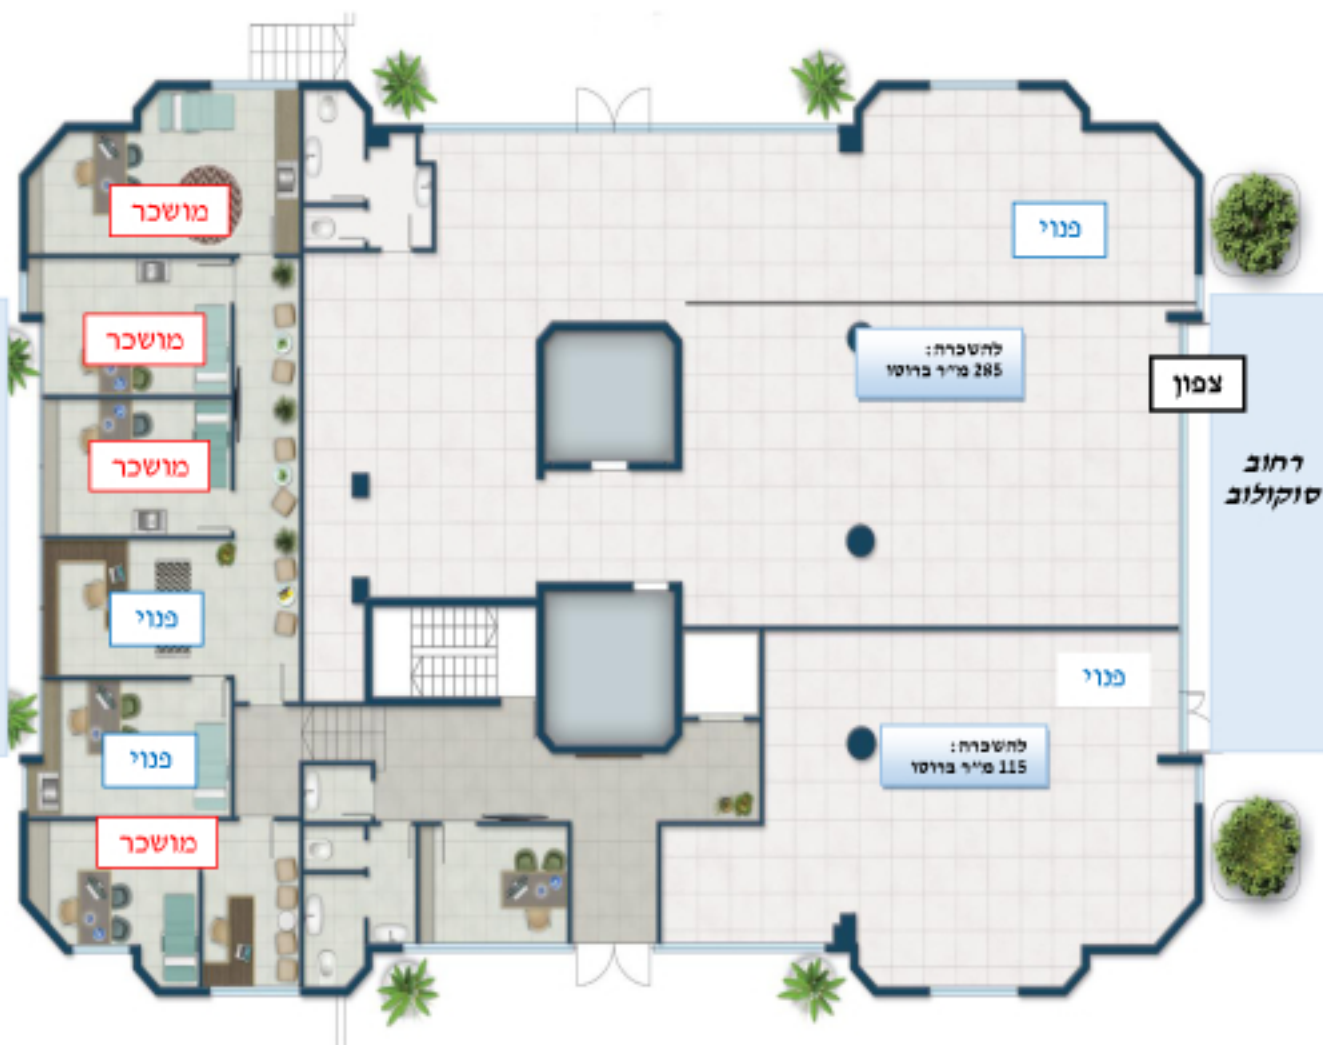 מושכר
פנוי
מושכר
להשכרה:
285 מ״ר ברוטו
צפון
מושכר
רחוב
סוקולוב
פנוי
פנוי
להשכרה:
115 מ״ר ברוטו
פנוי
מושכר